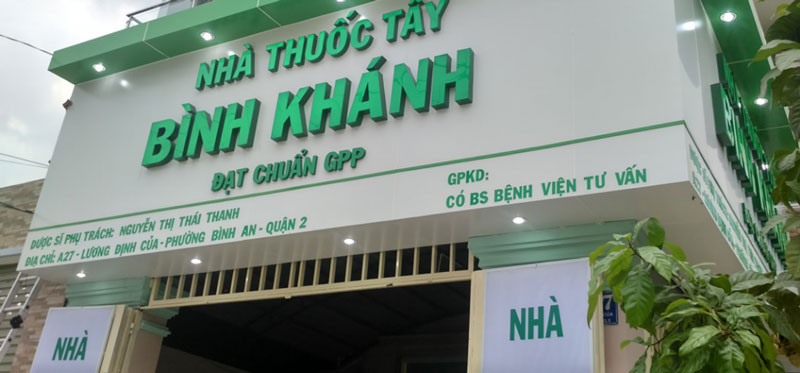 NHÀ THUỐC TÂY
BÌNH KHÁNH
ĐẠT CHUẨN GPP
DƯỢC SĨ PHỤ TRÁCH: NGUYỄN THỊ THÁI THANH
ĐỊA CHỈ: A27 - LƯƠNG ĐỊNH CỦA - PHƯỜNG BÌNH AN - QUẬN 2
GPKD:
CÓ BS BỆNH VIỆN TƯ VẤN
NHÀ
NHÀ